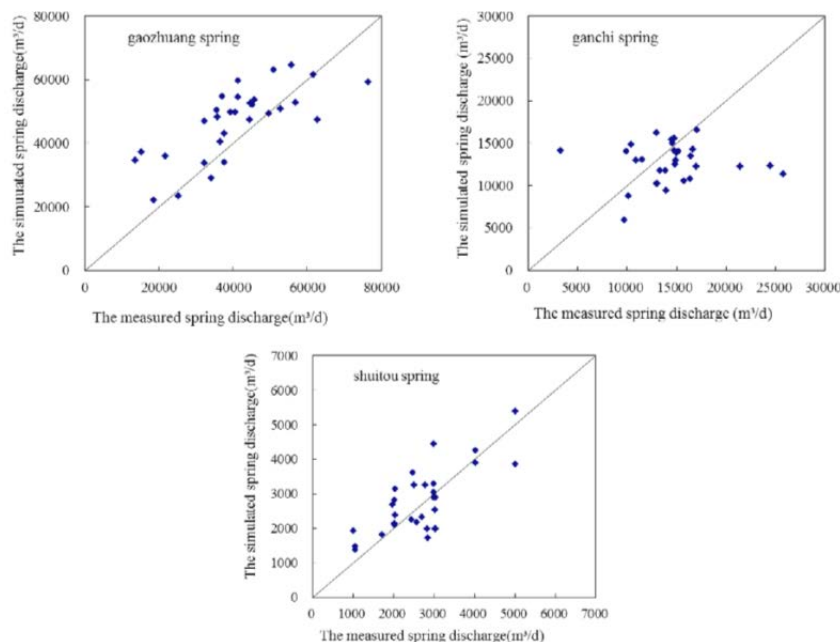 80000
60000
40000
20000
0
The simuuated spring discharge(m³/d)
gaozhuang spring
0 20000 40000 60000 80000
The measured spring discharge(m³/d)
30000
25000
20000
15000
10000
5000
0
The simulated spring discharge (m³/d)
ganchi spring
0 5000 10000 15000 20000 25000 30000
The measured spring discharge (m³/d)
7000
6000
5000
4000
3000
2000
1000
0
The simulated spring discharge(m³/d)
shuitou spring
0 1000 2000 3000 4000 5000 6000 7000
The measured spring discharge(m³/d)